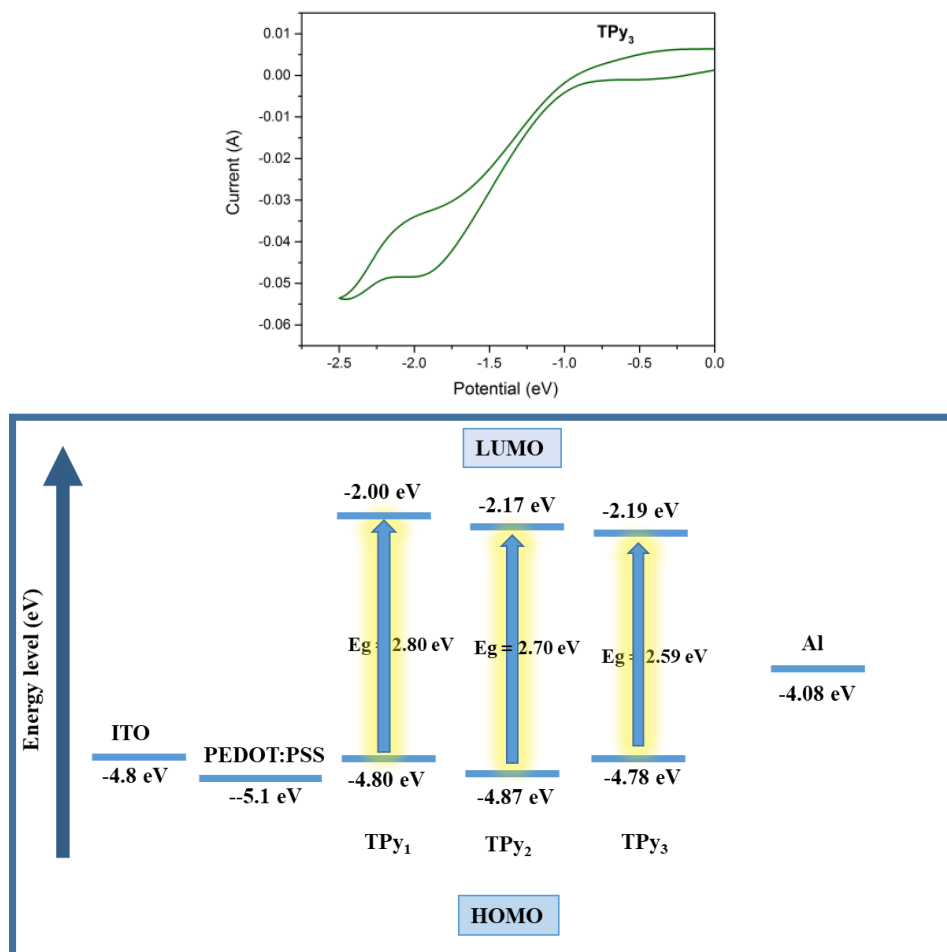 TPy₃
0.01
0.00
-0.01
-0.02
-0.03
-0.04
-0.05
-0.06
Current (A)
-2.5 -2.0 -1.5 -1.0 -0.5 0.0
Potential (eV)
LUMO
-2.00 eV
-2.17 eV
-2.19 eV
Energy level (eV)
Eg = 2.80 eV
Eg = 2.70 eV
Eg = 2.59 eV
Al
-4.08 eV
ITO
-4.8 eV
PEDOT:PSS
--5.1 eV
-4.80 eV
-4.87 eV
-4.78 eV
TPy₁
TPy₂
TPy₃
HOMO